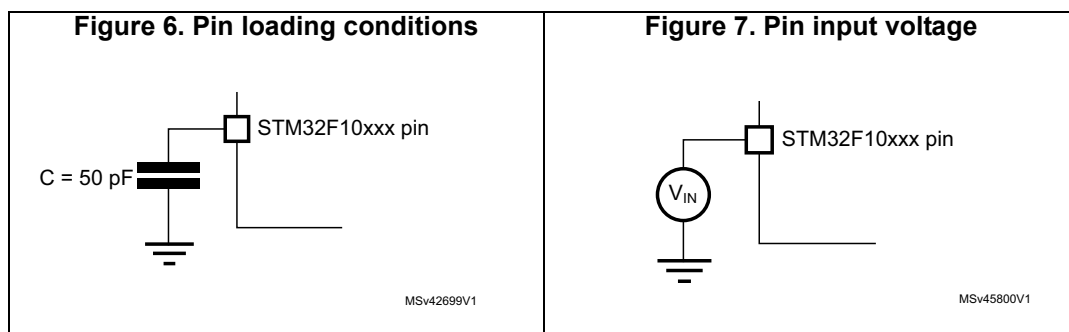 Figure 6. Pin loading conditions
STM32F10xxx pin
C = 50 pF
MSv42699V1
Figure 7. Pin input voltage
STM32F10xxx pin
VIN
MSv45800V1